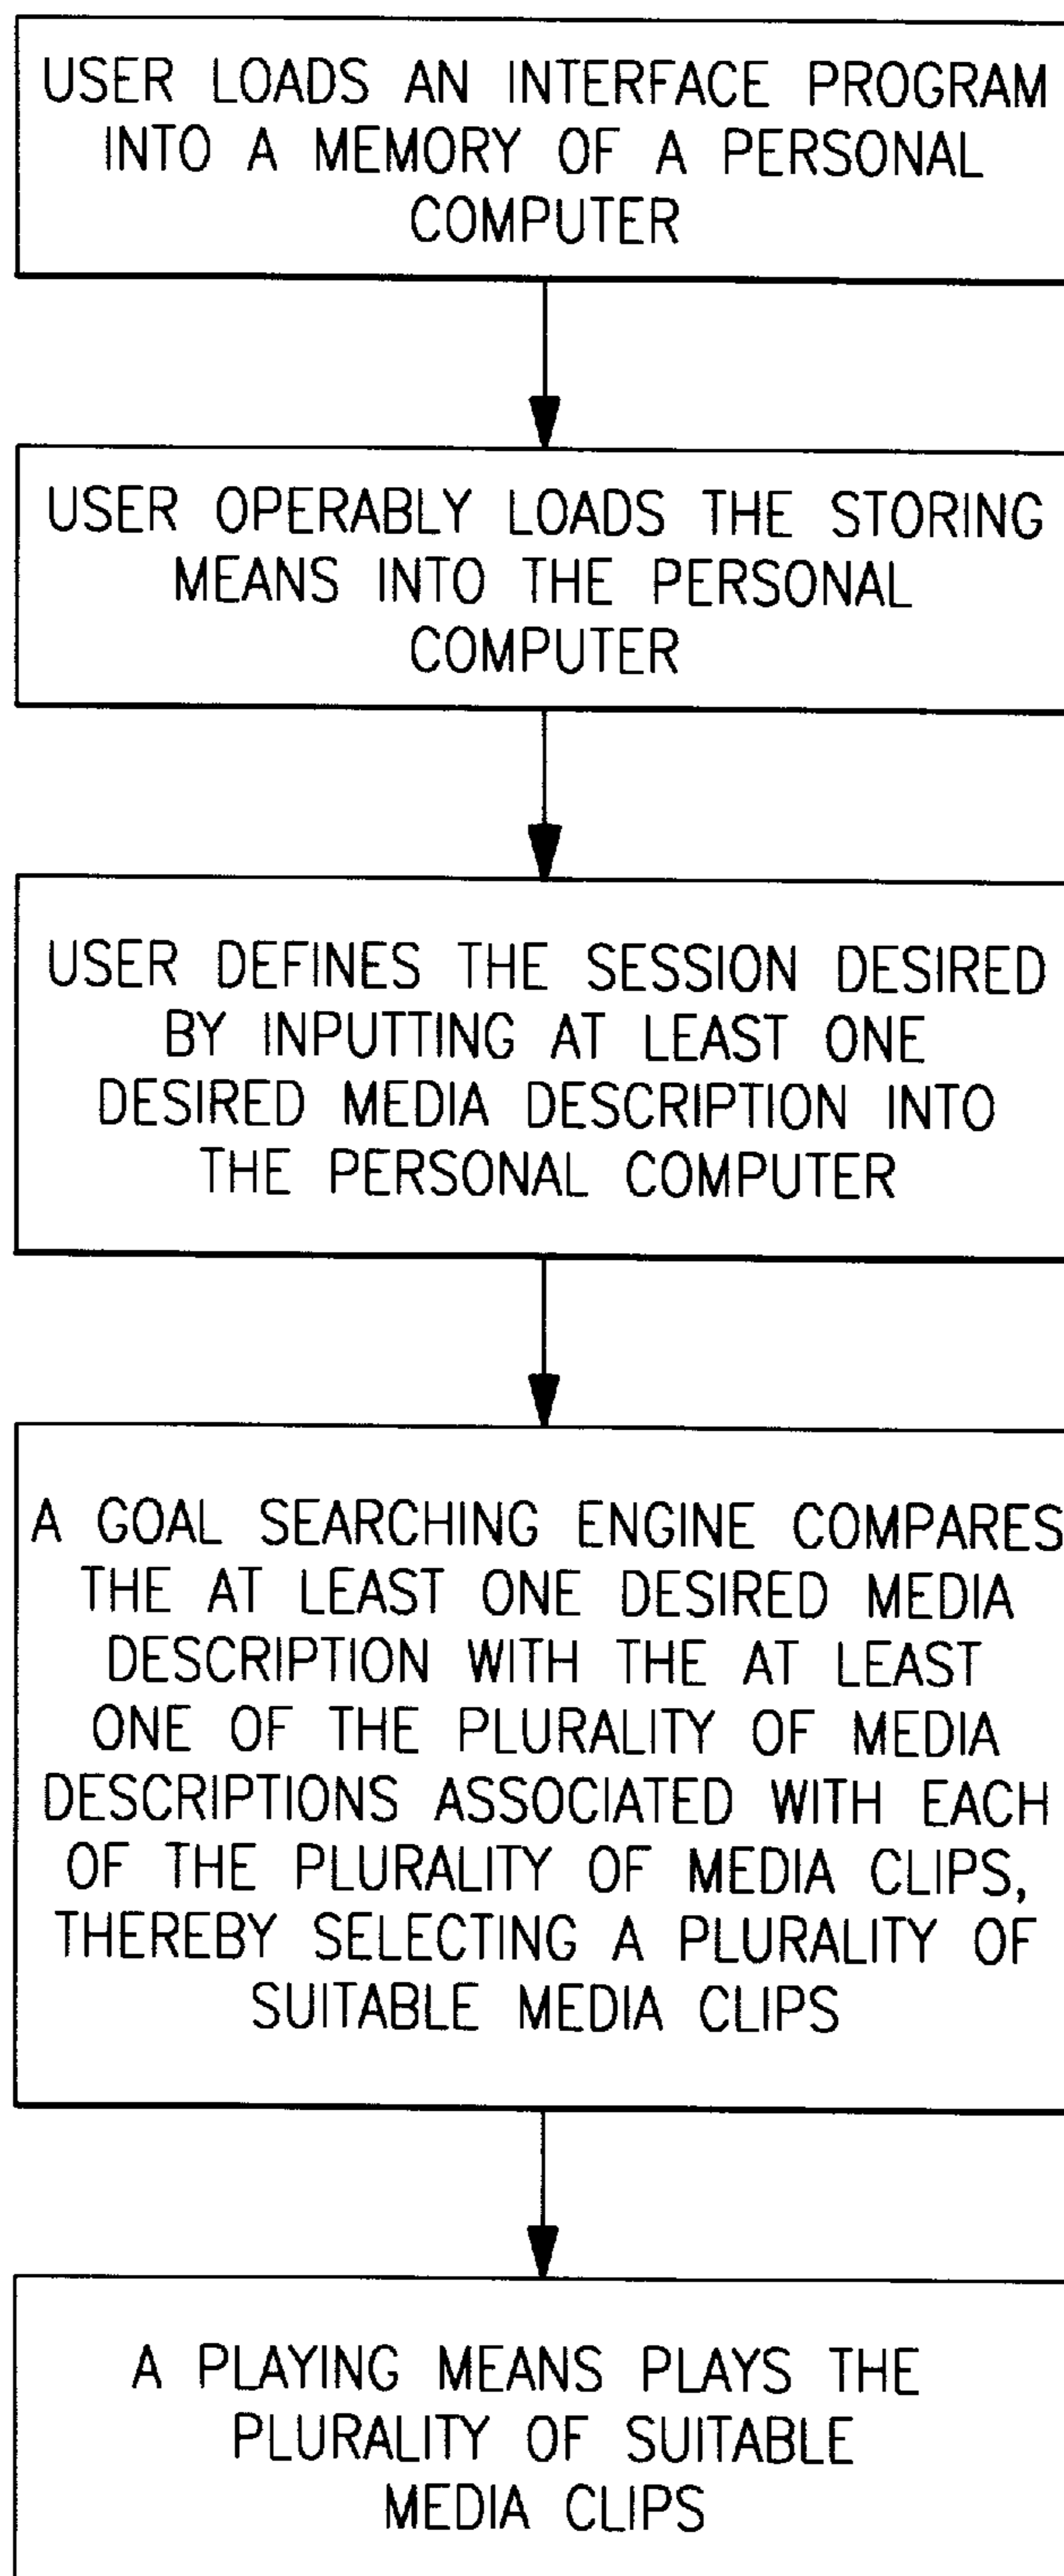 USER LOADS AN INTERFACE PROGRAM
INTO A MEMORY OF A PERSONAL
COMPUTER
USER OPERABLY LOADS THE STORING
MEANS INTO THE PERSONAL
COMPUTER
USER DEFINES THE SESSION DESIRED
BY INPUTTING AT LEAST ONE
DESIRED MEDIA DESCRIPTION INTO
THE PERSONAL COMPUTER
A GOAL SEARCHING ENGINE COMPARES
THE AT LEAST ONE DESIRED MEDIA
DESCRIPTION WITH THE AT LEAST
ONE OF THE PLURALITY OF MEDIA
DESCRIPTIONS ASSOCIATED WITH EACH
OF THE PLURALITY OF MEDIA CLIPS,
THEREBY SELECTING A PLURALITY OF
SUITABLE MEDIA CLIPS
A PLAYING MEANS PLAYS THE
PLURALITY OF SUITABLE
MEDIA CLIPS